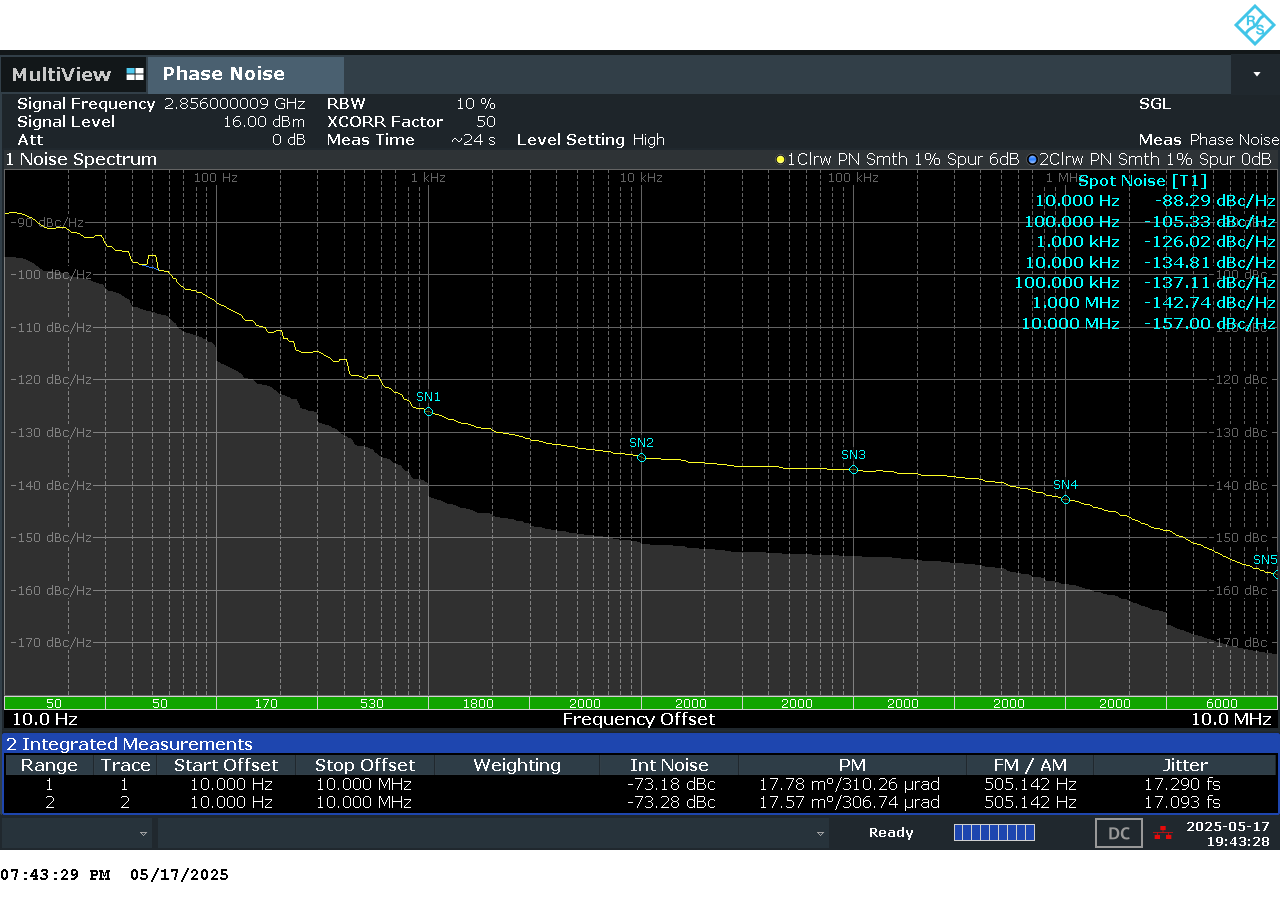 R S
MultiView Phase Noise
Signal Frequency 2.856000009 GHz RBW 10 % SGL
Signal Level 16.00 dBm XCORR Factor 50
Att 0 dB Meas Time ~24 s Level Setting High Meas Phase Noise
1 Noise Spectrum 1Clrw PN Smth 1% Spur 6dB 2Clrw PN Smth 1% Spur 0dB
100 Hz 1 kHz 10 kHz 100 kHz 1 MHz
Spot Noise [T1]
10.000 Hz -88.29 dBc/Hz
100.000 Hz -105.33 dBc/Hz
1.000 kHz -126.02 dBc/Hz
10.000 kHz -134.81 dBc/Hz
100.000 kHz -137.11 dBc/Hz
1.000 MHz -142.74 dBc/Hz
10.000 MHz -157.00 dBc/Hz
-90 dBc/Hz
-100 dBc/Hz -100 dBc
-110 dBc/Hz
-120 dBc/Hz -120 dBc
SN1
-130 dBc/Hz -130 dBc
SN2 SN3
-140 dBc/Hz SN4 -140 dBc
-150 dBc/Hz -150 dBc
SN5
-160 dBc/Hz -160 dBc
-170 dBc/Hz -170 dBc
50 50 170 530 1800 2000 2000 2000 2000 2000 2000 6000
10.0 Hz Frequency Offset 10.0 MHz
2 Integrated Measurements
Range Trace Start Offset Stop Offset Weighting Int Noise PM FM / AM Jitter
1 1 10.000 Hz 10.000 MHz -73.18 dBc 17.78 m°/310.26 µrad 505.142 Hz 17.290 fs
2 2 10.000 Hz 10.000 MHz -73.28 dBc 17.57 m°/306.74 µrad 505.142 Hz 17.093 fs
Ready DC 2025-05-17
19:43:28
07:43:29 PM 05/17/2025